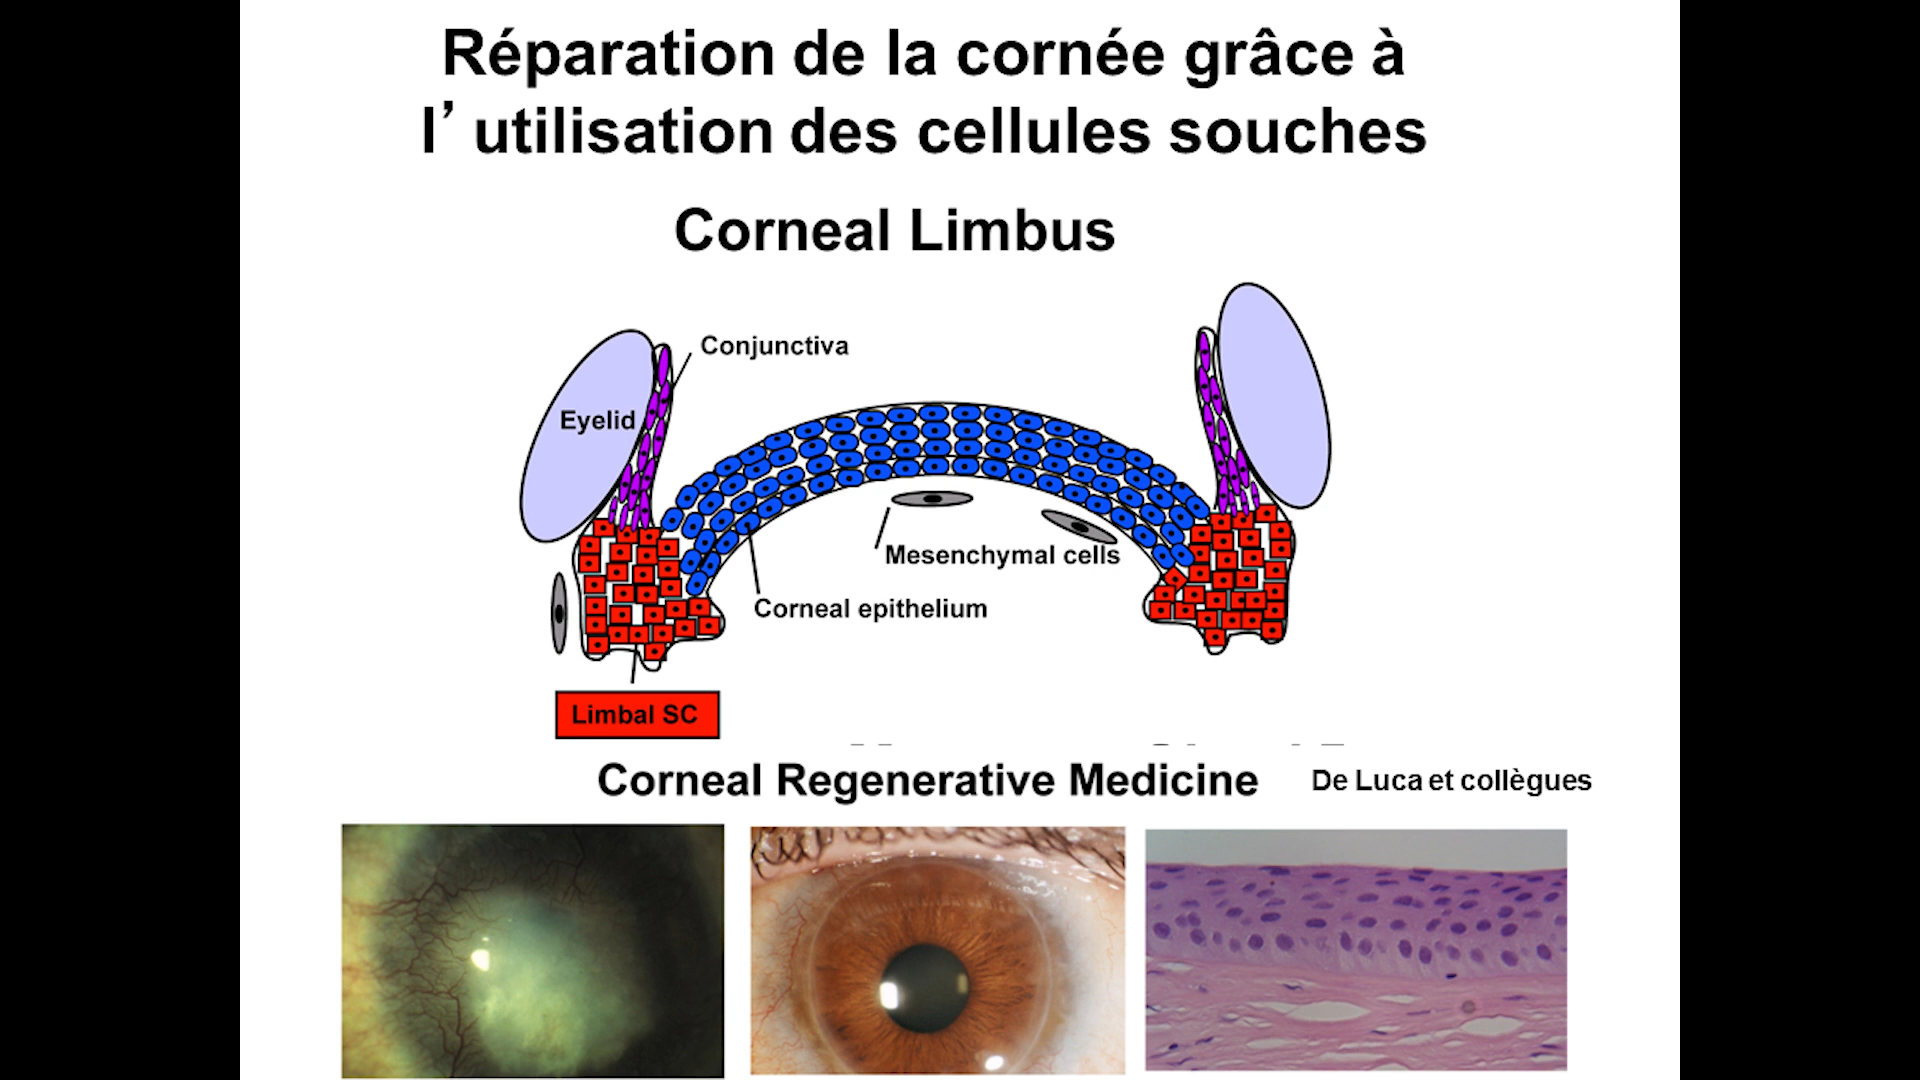 Réparation de la cornée grâce à
l’ utilisation des cellules souches
Corneal Limbus
Conjunctiva
Eyelid
Mesenchymal cells
Corneal epithelium
Limbal SC
Corneal Regenerative Medicine
De Luca et collègues